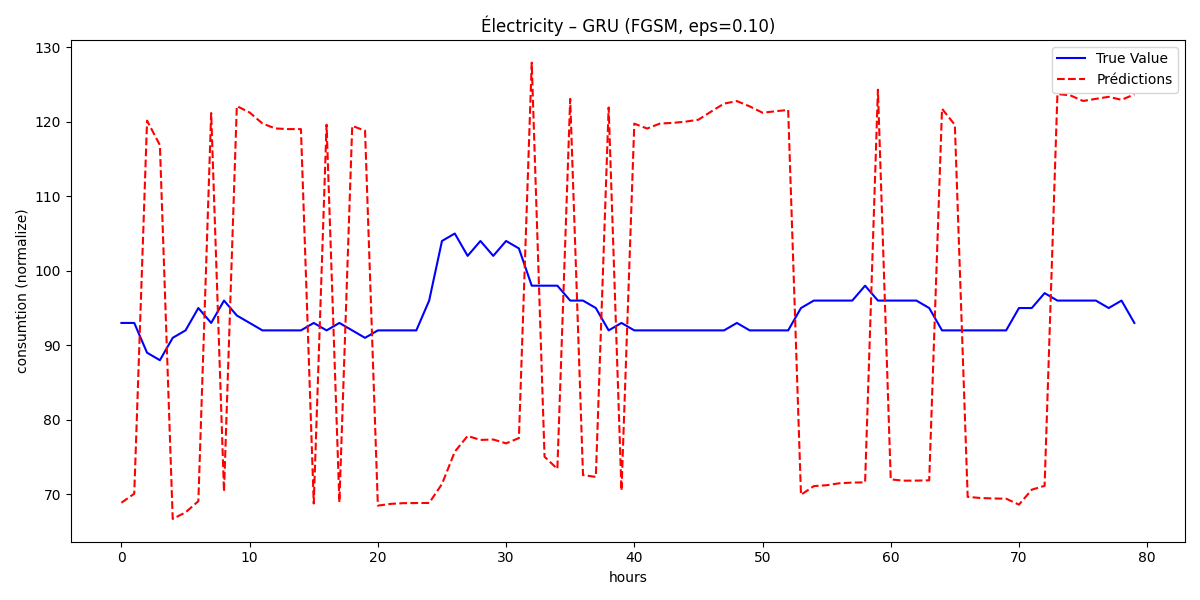 Électricity – GRU (FGSM, eps=0.10)
True Value
Prédictions
130
120
110
100
90
80
70
consumtion (normalize)
0 10 20 30 40 50 60 70 80
hours